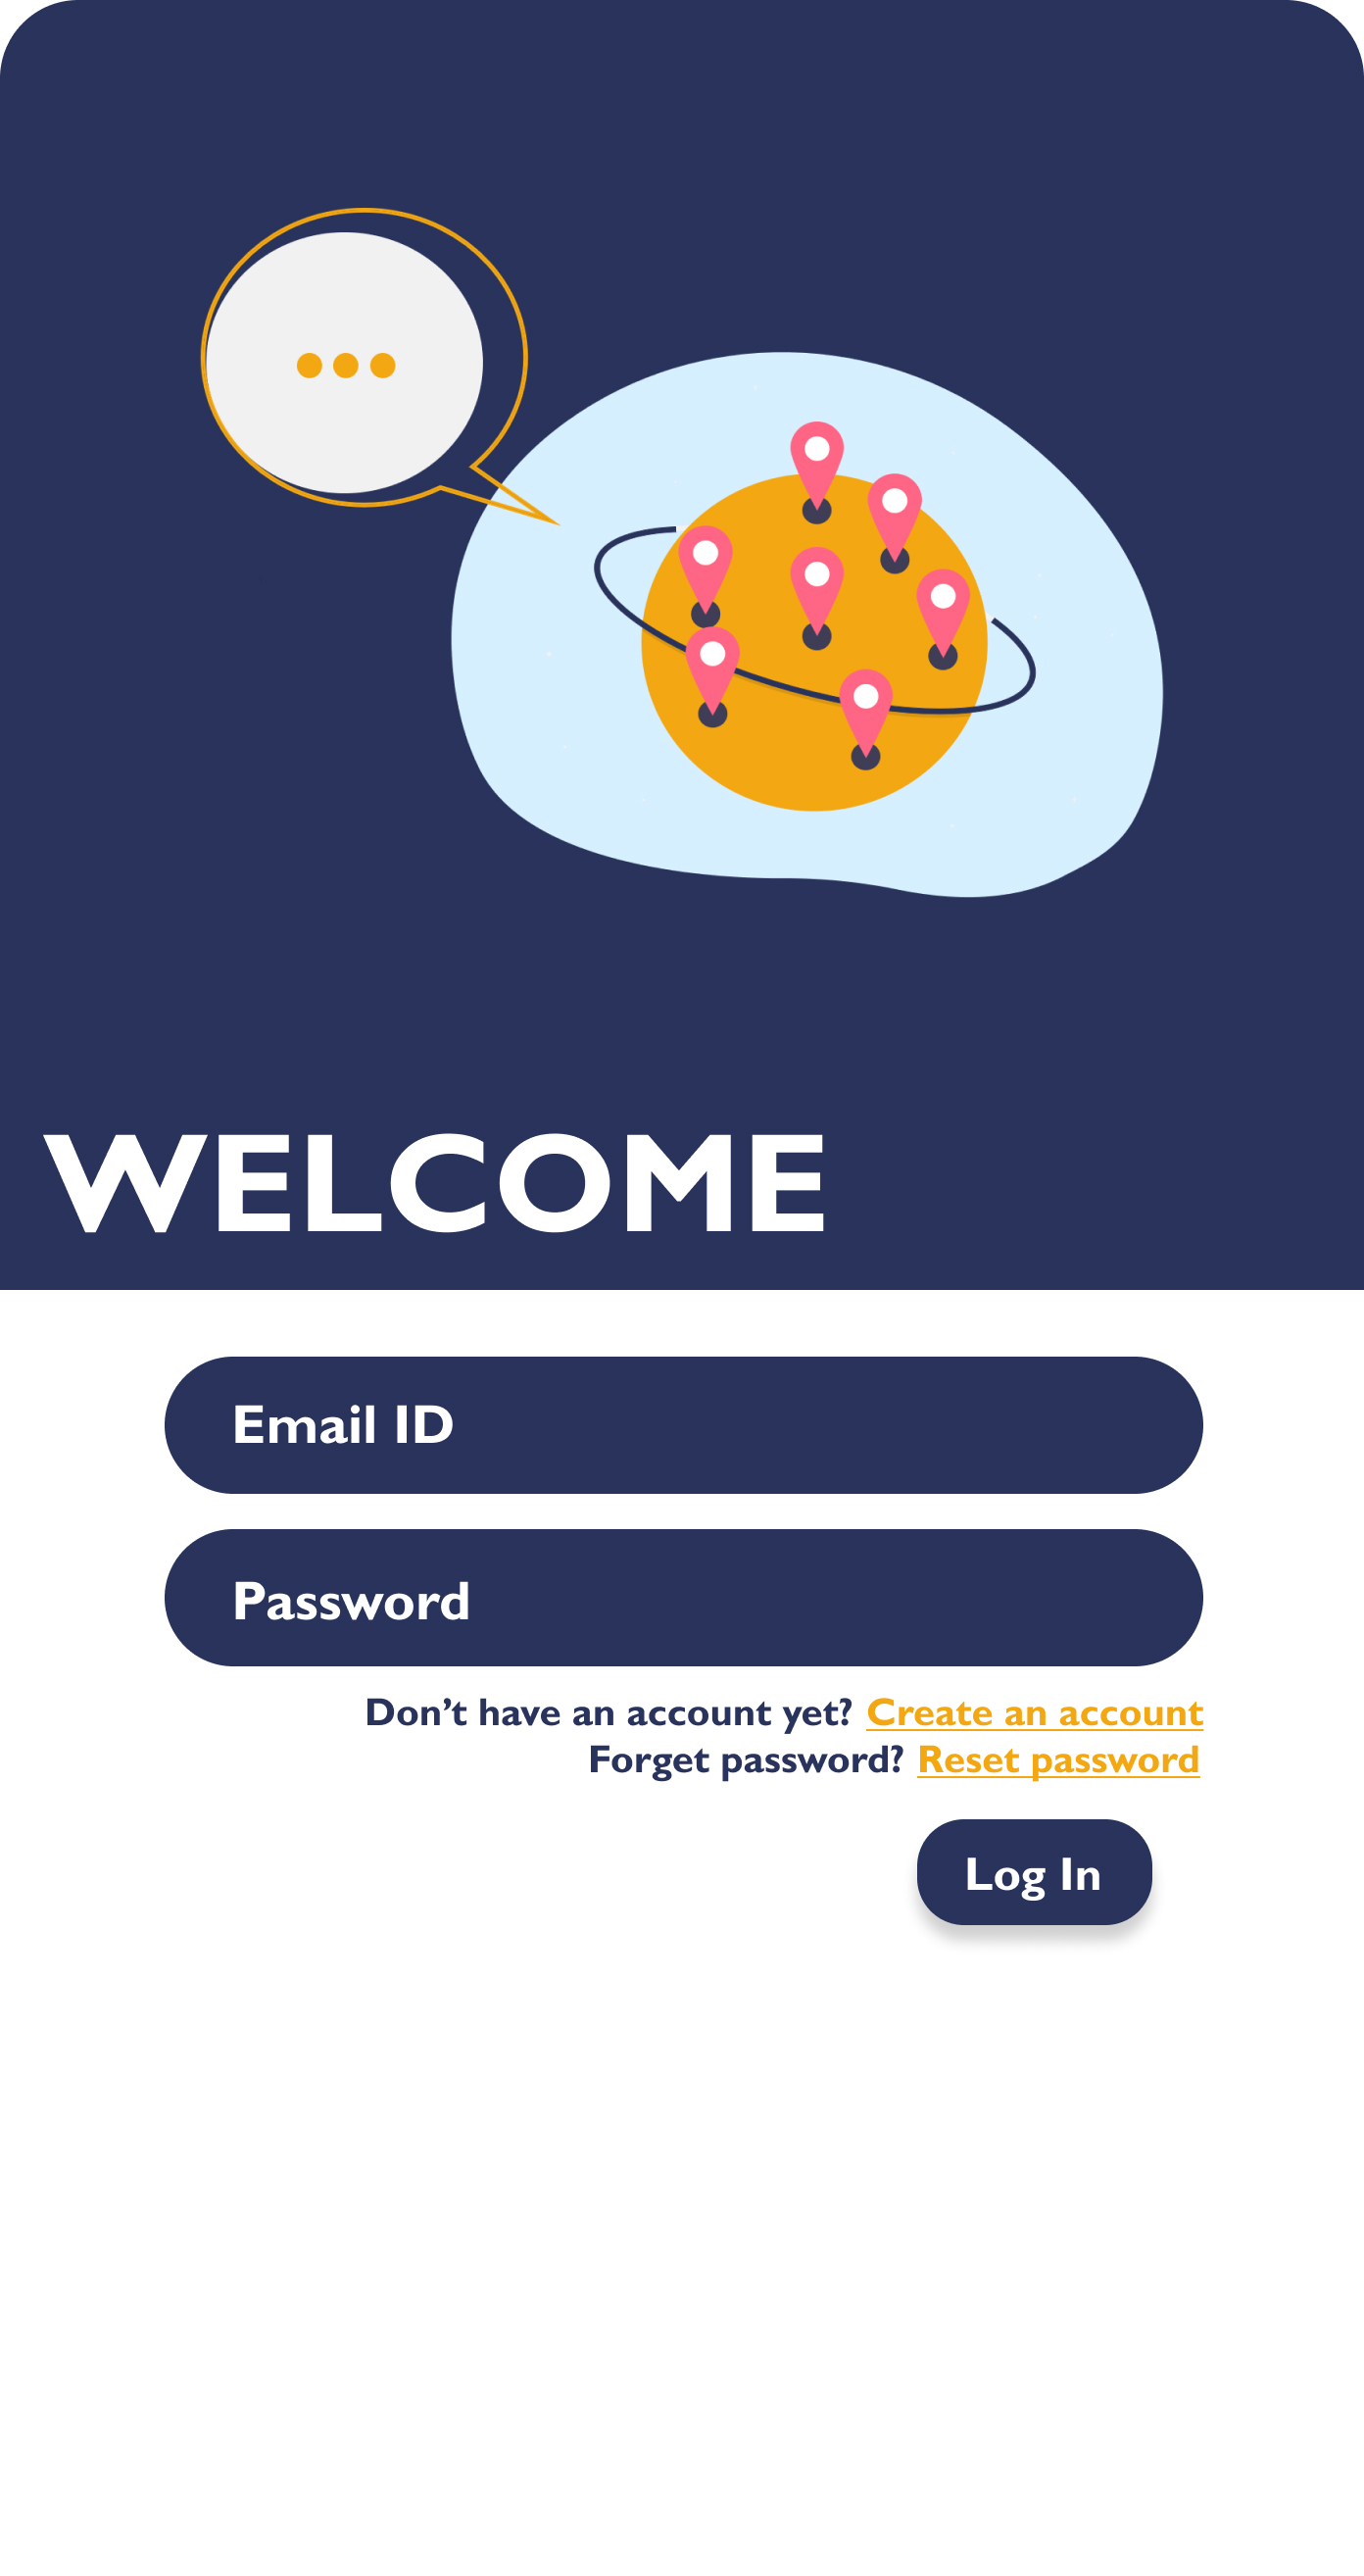 WELCOME
Email ID
Password
Don’t have an account yet? Create an account
Forget password? Reset password
Log In